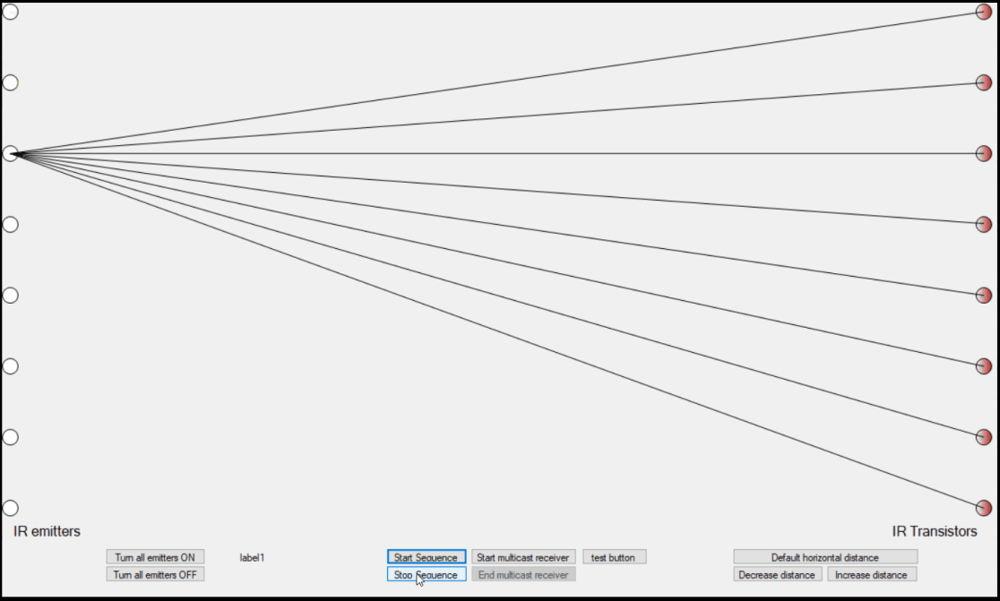 IR emitters
IR Transistors
Turn all emitters ON
label1
Start Sequence
Start multicast receiver
test button
Default horizontal distance
Turn all emitters OFF
Stop Sequence
End multicast receiver
Decrease distance
Increase distance